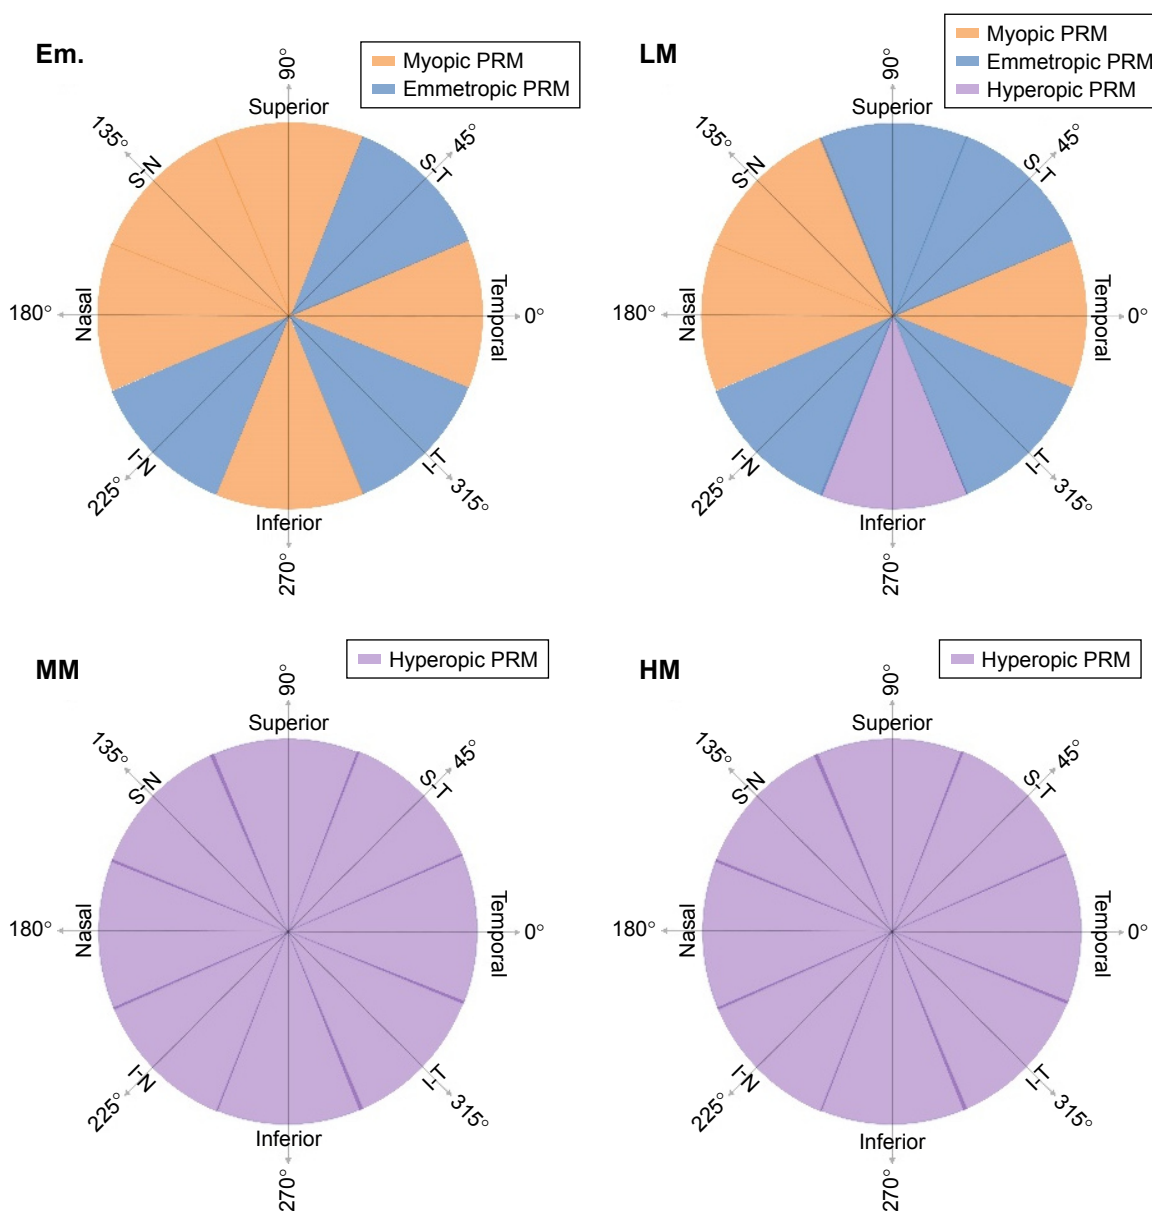 Em.
Myopic PRM
Emmetropic PRM
90°
Superior
135°
S-N
S-T
45°
180°
Nasal
Temporal
0°
I-N
225°
I-T
315°
Inferior
270°
LM
Myopic PRM
Emmetropic PRM
Hyperopic PRM
90°
Superior
135°
S-N
S-T
45°
180°
Nasal
Temporal
0°
I-N
225°
I-T
315°
Inferior
270°
MM
Hyperopic PRM
90°
Superior
135°
S-N
S-T
45°
180°
Nasal
Temporal
0°
I-N
225°
I-T
315°
Inferior
270°
HM
Hyperopic PRM
90°
Superior
135°
S-N
S-T
45°
180°
Nasal
Temporal
0°
I-N
225°
I-T
315°
Inferior
270°